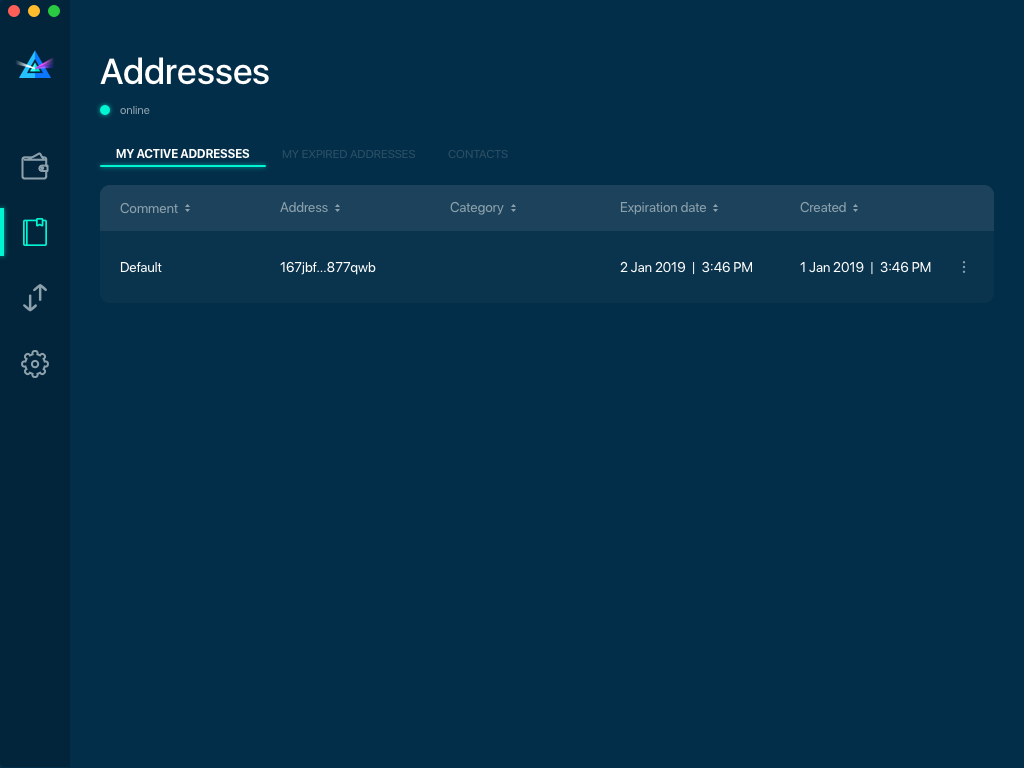 Addresses
online
MY ACTIVE ADDRESSES MY EXPIRED ADDRESSES CONTACTS
Comment Address Category Expiration date Created
Default 167jbf...877qwb 2 Jan 2019 | 3:46 PM 1 Jan 2019 | 3:46 PM